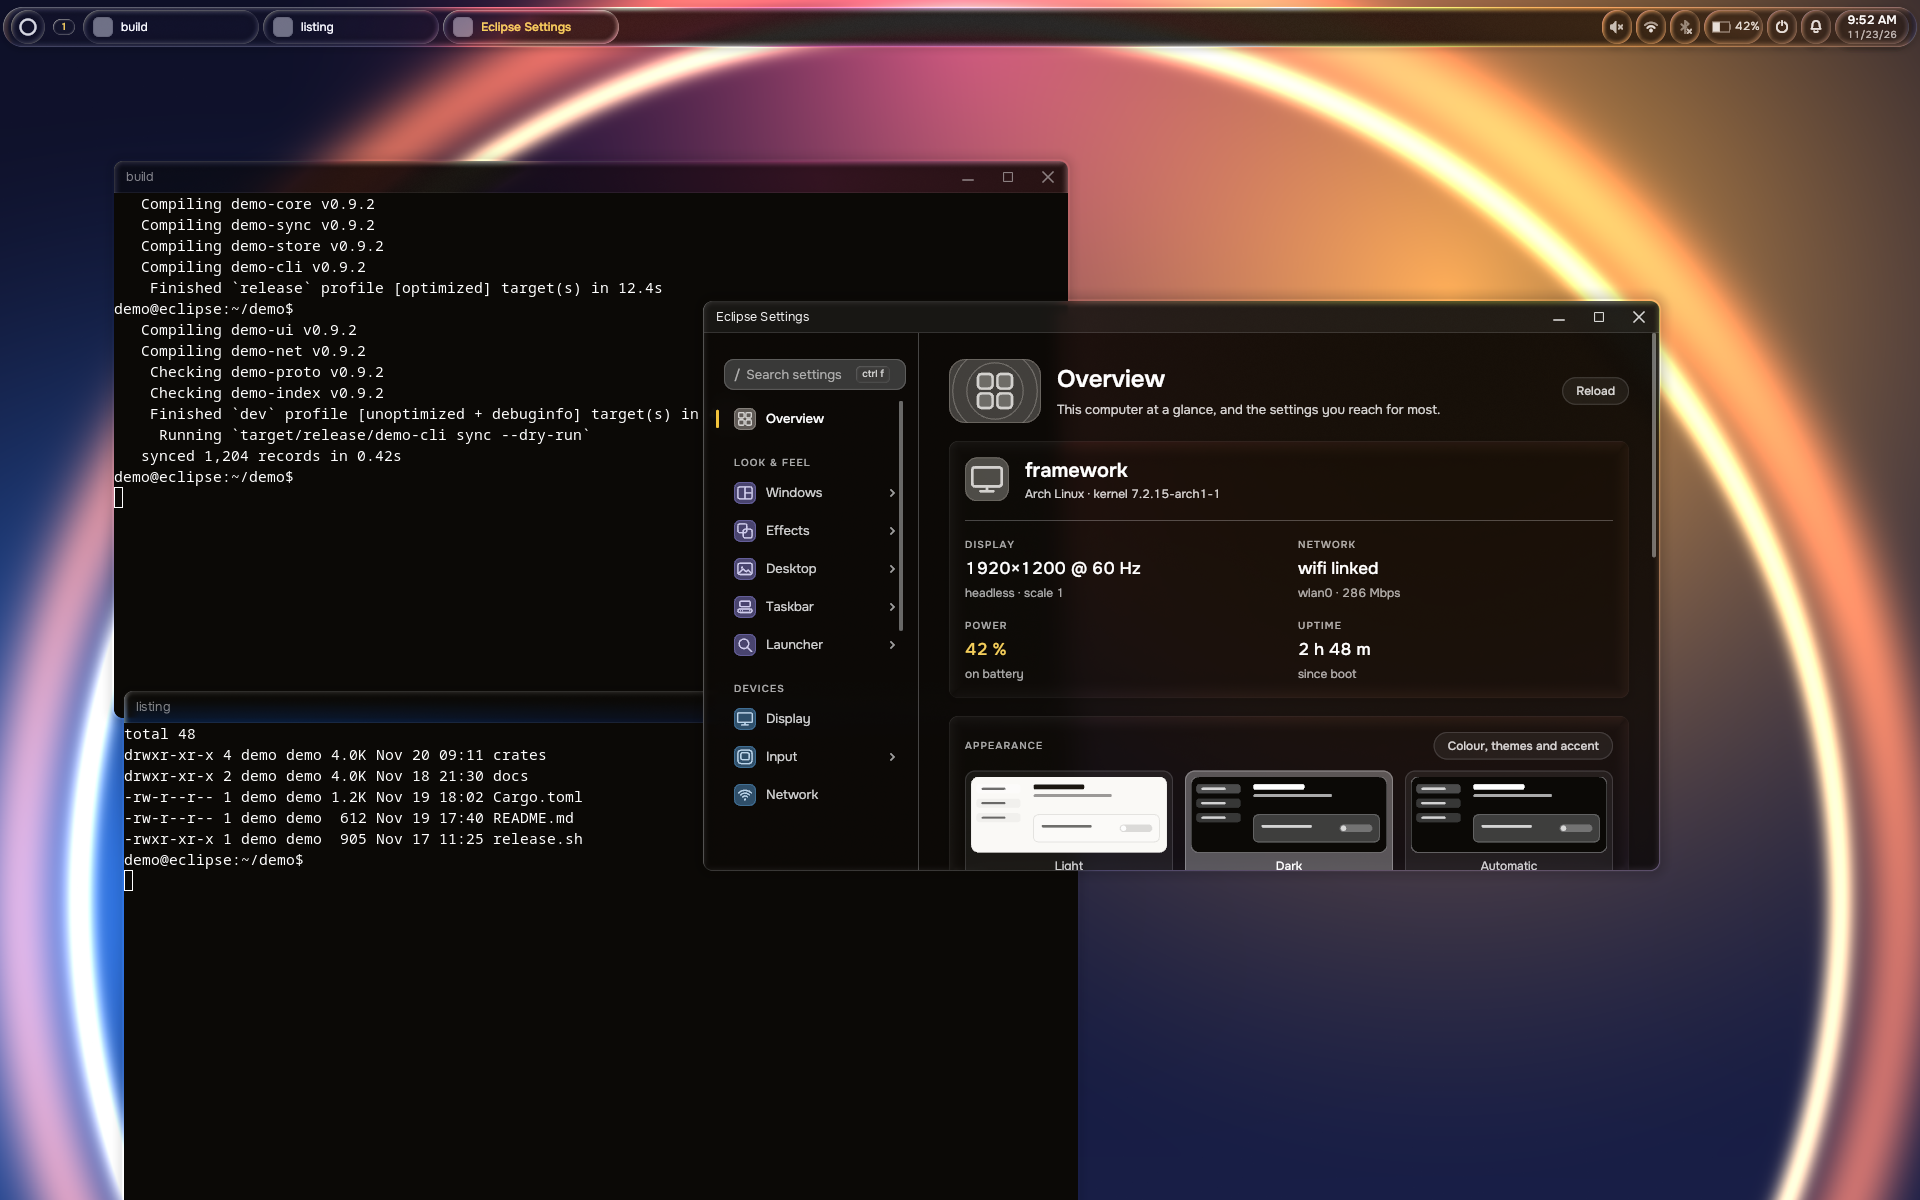 1
build
listing
Eclipse Settings
42%
9:52 AM
11/23/26
build
   Compiling demo-core v0.9.2
   Compiling demo-sync v0.9.2
   Compiling demo-store v0.9.2
   Compiling demo-cli v0.9.2
    Finished `release` profile [optimized] target(s) in 12.4s
demo@eclipse:~/demo$
   Compiling demo-ui v0.9.2
   Compiling demo-net v0.9.2
    Checking demo-proto v0.9.2
    Checking demo-index v0.9.2
    Finished `dev` profile [unoptimized + debuginfo] target(s) in
     Running `target/release/demo-cli sync --dry-run`
   synced 1,204 records in 0.42s
demo@eclipse:~/demo$
listing
total 48
drwxr-xr-x 4 demo demo 4.0K Nov 20 09:11 crates
drwxr-xr-x 2 demo demo 4.0K Nov 18 21:30 docs
-rw-r--r-- 1 demo demo 1.2K Nov 19 18:02 Cargo.toml
-rw-r--r-- 1 demo demo  612 Nov 19 17:40 README.md
-rwxr-xr-x 1 demo demo  905 Nov 17 11:25 release.sh
demo@eclipse:~/demo$
Eclipse Settings
/ Search settings ctrl f
Overview
LOOK & FEEL
Windows
Effects
Desktop
Taskbar
Launcher
DEVICES
Display
Input
Network
Overview
This computer at a glance, and the settings you reach for most.
Reload
framework
Arch Linux · kernel 7.2.15-arch1-1
DISPLAY
1920×1200 @ 60 Hz
headless · scale 1
NETWORK
wifi linked
wlan0 · 286 Mbps
POWER
42 %
on battery
UPTIME
2 h 48 m
since boot
APPEARANCE
Colour, themes and accent
Light
Dark
Automatic